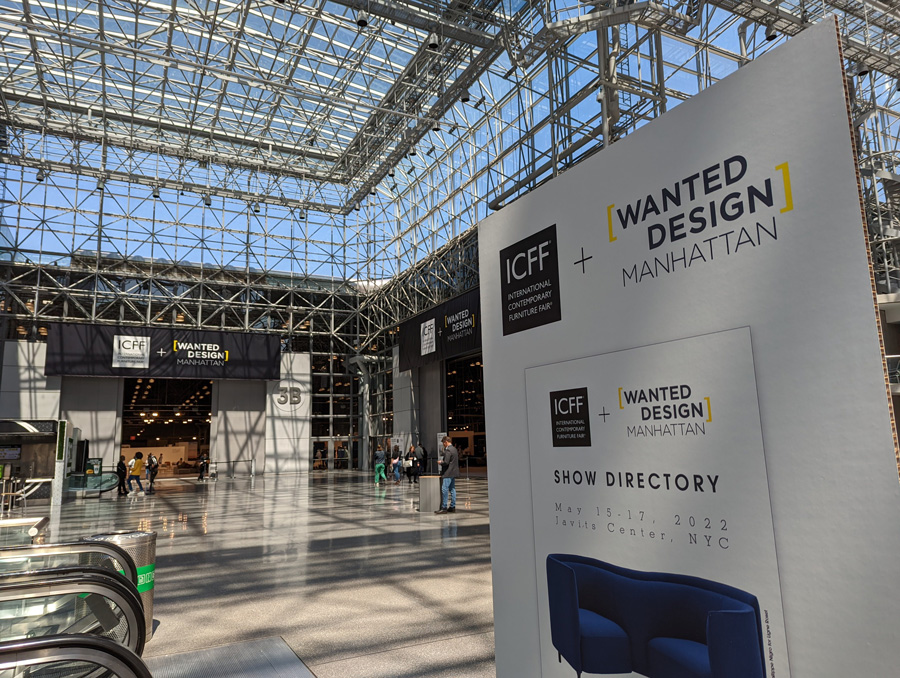 ICFF
INTERNATIONAL
CONTEMPORARY
FURNITURE FAIR®
+
[WANTED
DESIGN]
MANHATTAN
ICFF
INTERNATIONAL
CONTEMPORARY
FURNITURE FAIR®
+
[WANTED
DESIGN]
MANHATTAN
SHOW DIRECTORY
May 15-17, 2022
Javits Center, NYC
ICFF
+
[WANTED
DESIGN]
MANHATTAN
ICFF
+
[WANTED
DESIGN]
MANHATTAN
3B